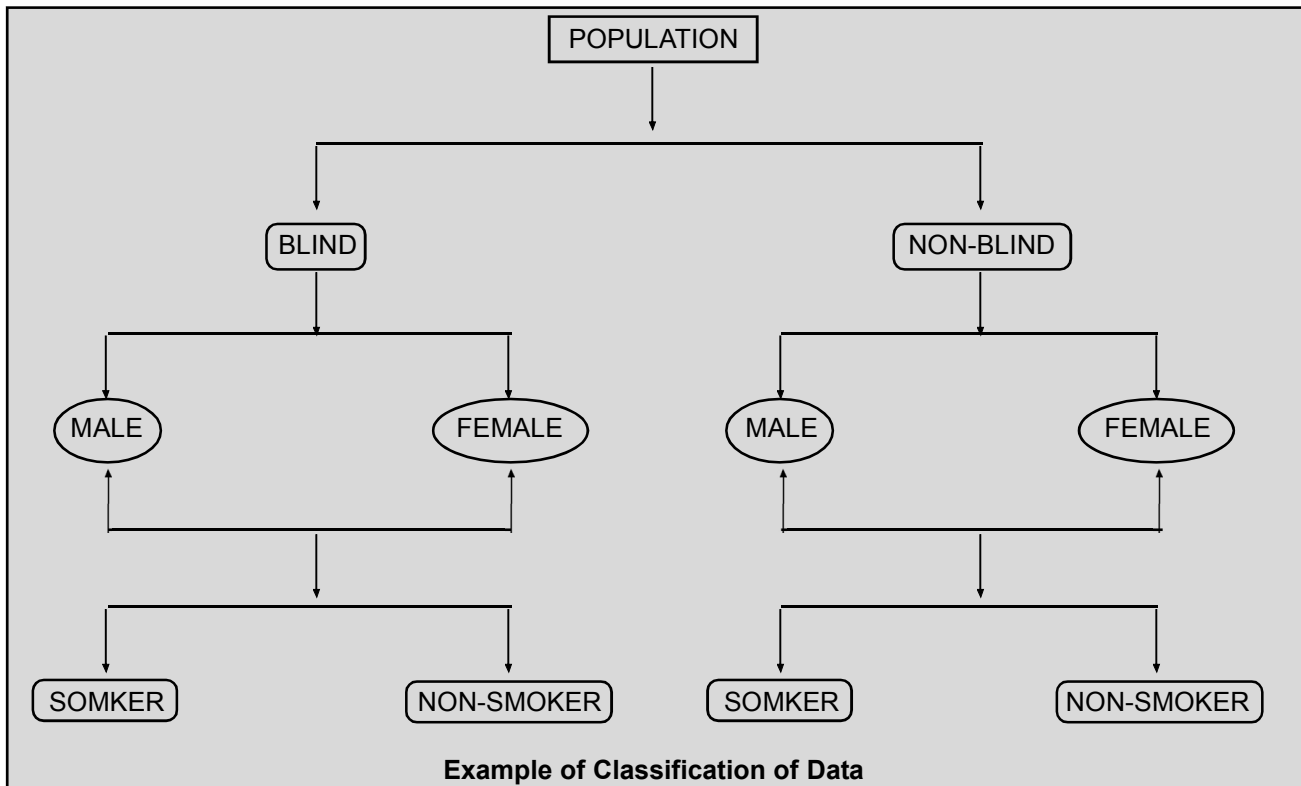 POPULATION
BLIND
NON-BLIND
MALE
FEMALE
MALE
FEMALE
SOMKER
NON-SMOKER
SOMKER
NON-SMOKER
Example of Classification of Data